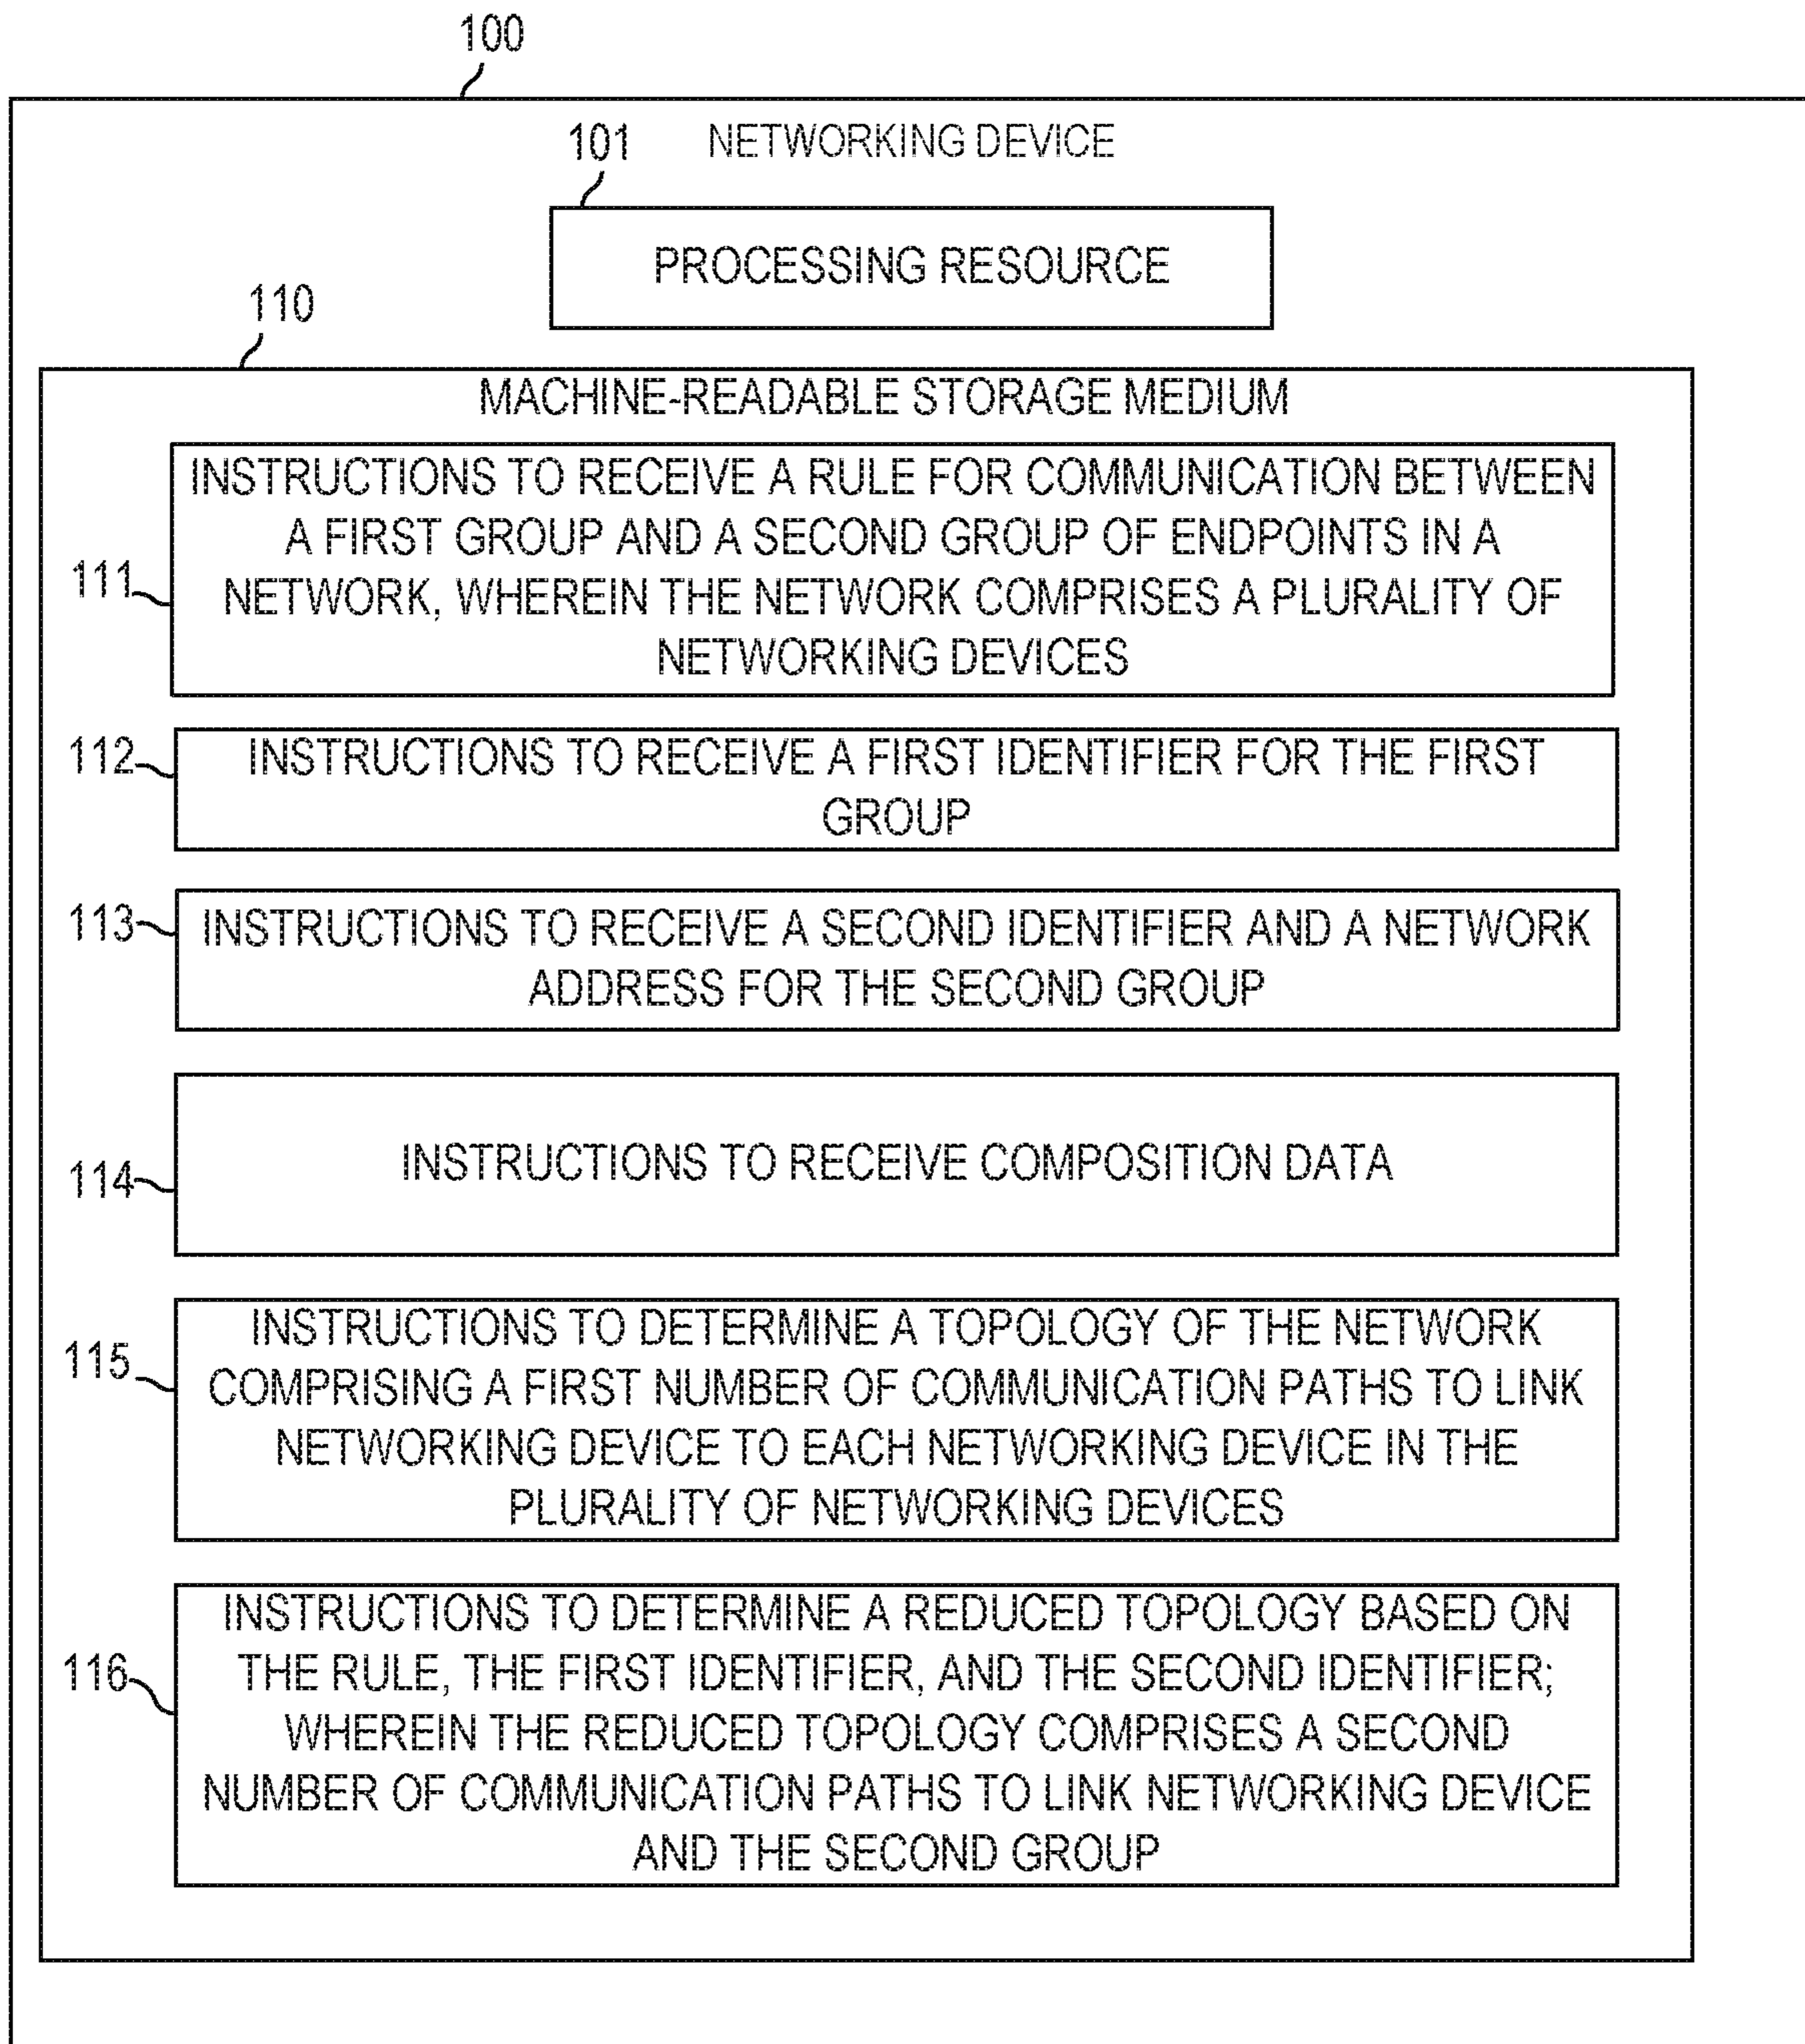 100
NETWORKING DEVICE
101
PROCESSING RESOURCE
110
MACHINE-READABLE STORAGE MEDIUM
INSTRUCTIONS TO RECEIVE A RULE FOR COMMUNICATION BETWEEN
A FIRST GROUP AND A SECOND GROUP OF ENDPOINTS IN A
111
NETWORK, WHEREIN THE NETWORK COMPRISES A PLURALITY OF
NETWORKING DEVICES
112
INSTRUCTIONS TO RECEIVE A FIRST IDENTIFIER FOR THE FIRST
GROUP
113
INSTRUCTIONS TO RECEIVE A SECOND IDENTIFIER AND A NETWORK
ADDRESS FOR THE SECOND GROUP
114
INSTRUCTIONS TO RECEIVE COMPOSITION DATA
INSTRUCTIONS TO DETERMINE A TOPOLOGY OF THE NETWORK
115
COMPRISING A FIRST NUMBER OF COMMUNICATION PATHS TO LINK
NETWORKING DEVICE TO EACH NETWORKING DEVICE IN THE
PLURALITY OF NETWORKING DEVICES
INSTRUCTIONS TO DETERMINE A REDUCED TOPOLOGY BASED ON
116
THE RULE, THE FIRST IDENTIFIER, AND THE SECOND IDENTIFIER;
WHEREIN THE REDUCED TOPOLOGY COMPRISES A SECOND
NUMBER OF COMMUNICATION PATHS TO LINK NETWORKING DEVICE
AND THE SECOND GROUP